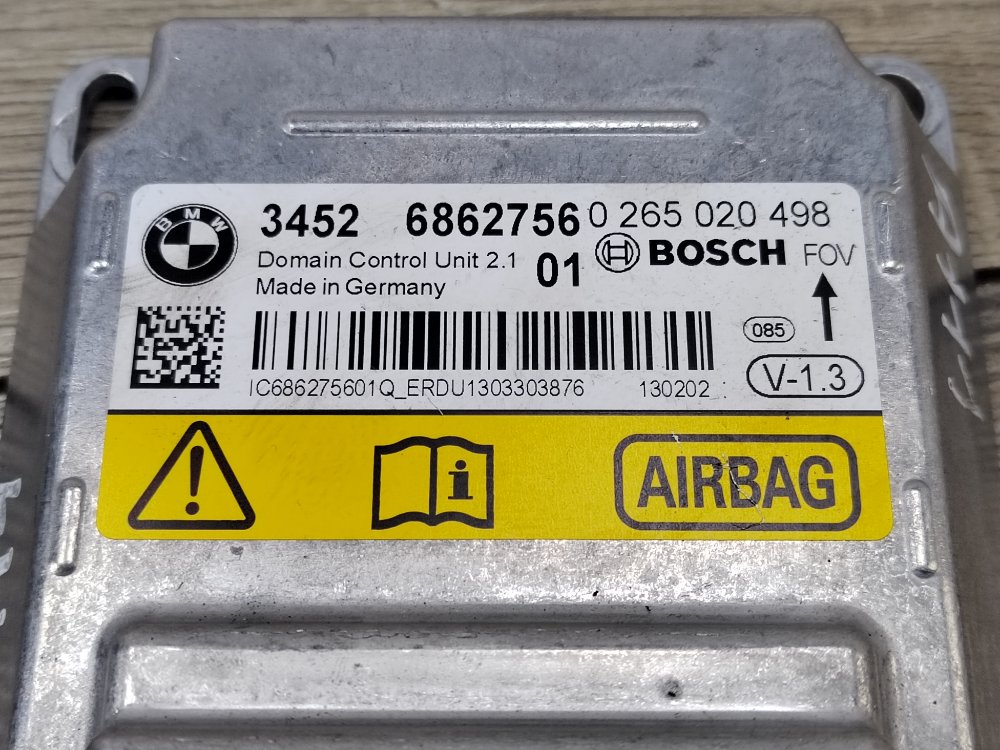 BMW
3452 6862756 0 265 020 498
Domain Control Unit 2.1 01 BOSCH FOV
Made in Germany
085
IC686275601Q_ERDU1303303876 130202 V-1.3
AIRBAG